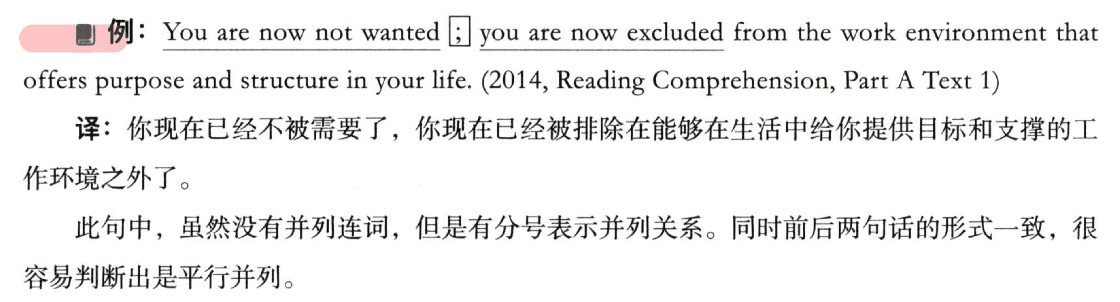 例：You are now not wanted ; you are now excluded from the work environment that
offers purpose and structure in your life. (2014, Reading Comprehension, Part A Text 1)
译：你现在已经不被需要了，你现在已经被排除在能够在生活中给你提供目标和支撑的工
作环境之外了。
此句中，虽然没有并列连词，但是有分号表示并列关系。同时前后两句话的形式一致，很
容易判断出是平行并列。